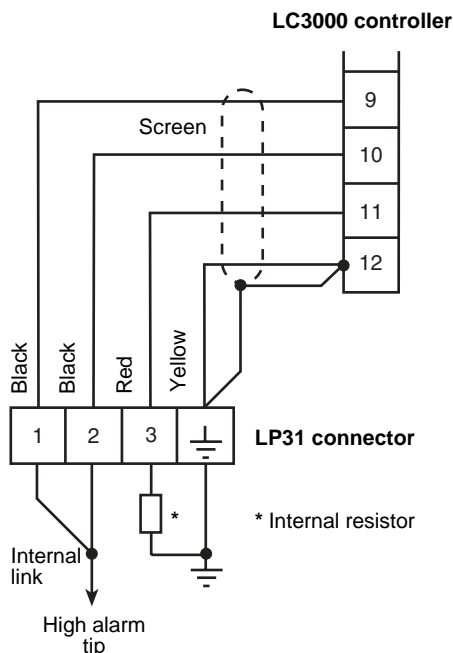 LC3000 controller
9
Screen
10
11
12
Black
Black
Red
Yellow
1 2 3
LP31 connector
*
* Internal resistor
Internal
link
High alarm
tip